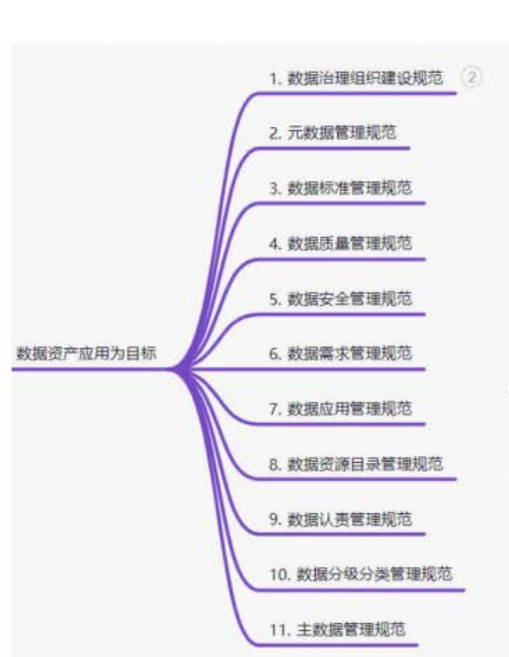 1. 数据治理组织建设规范 2
2. 元数据管理规范
3. 数据标准管理规范
4. 数据质量管理规范
5. 数据安全管理规范
数据资产应用为目标
6. 数据需求管理规范
7. 数据应用管理规范
8. 数据资源目录管理规范
9. 数据认责管理规范
10. 数据分级分类管理规范
11. 主数据管理规范